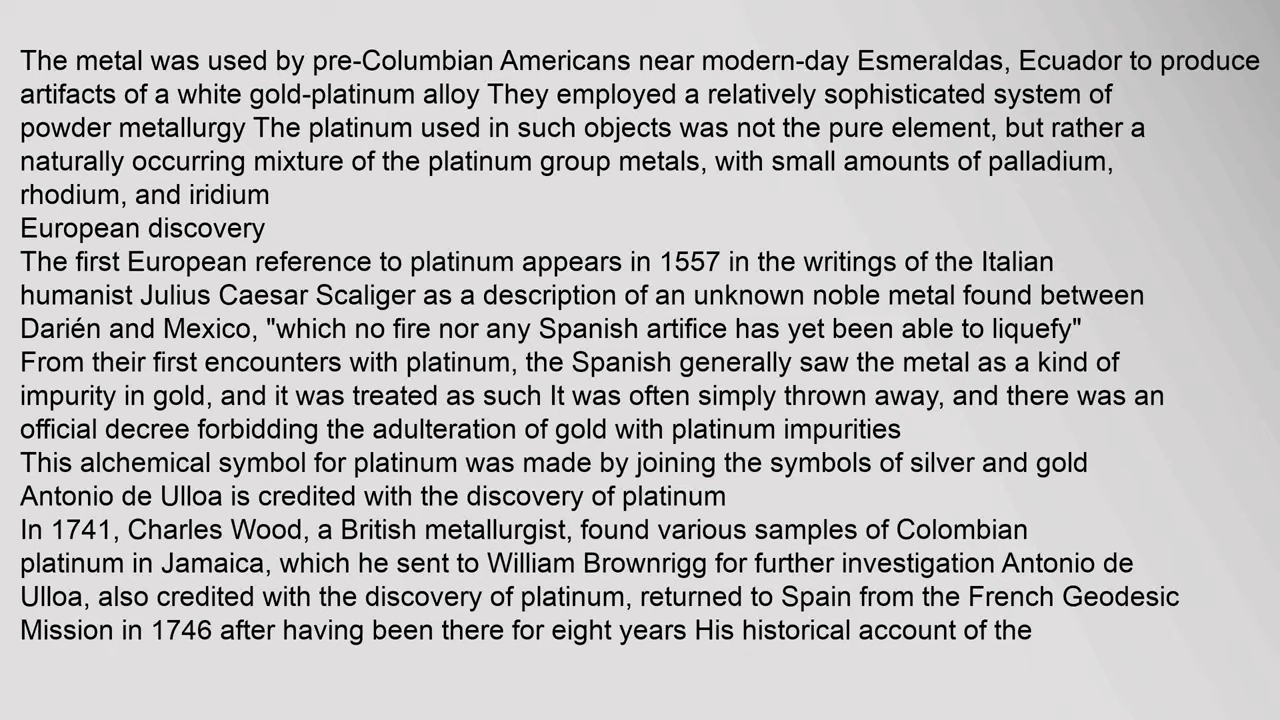 The metal was used by pre-Columbian Americans near modern-day Esmeraldas, Ecuador to produce
artifacts of a white gold-platinum alloy They employed a relatively sophisticated system of
powder metallurgy The platinum used in such objects was not the pure element, but rather a
naturally occurring mixture of the platinum group metals, with small amounts of palladium,
rhodium, and iridium
European discovery
The first European reference to platinum appears in 1557 in the writings of the Italian
humanist Julius Caesar Scaliger as a description of an unknown noble metal found between
Darién and Mexico, "which no fire nor any Spanish artifice has yet been able to liquefy"
From their first encounters with platinum, the Spanish generally saw the metal as a kind of
impurity in gold, and it was treated as such It was often simply thrown away, and there was an
official decree forbidding the adulteration of gold with platinum impurities
This alchemical symbol for platinum was made by joining the symbols of silver and gold
Antonio de Ulloa is credited with the discovery of platinum
In 1741, Charles Wood, a British metallurgist, found various samples of Colombian
platinum in Jamaica, which he sent to William Brownrigg for further investigation Antonio de
Ulloa, also credited with the discovery of platinum, returned to Spain from the French Geodesic
Mission in 1746 after having been there for eight years His historical account of the